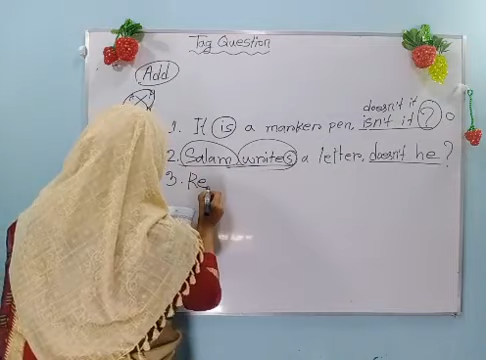 Tag Question
Add
doesn't it
1. It is a marker pen, isn't it ?
2. Salam writes a letter, doesn't he ?
3. Re